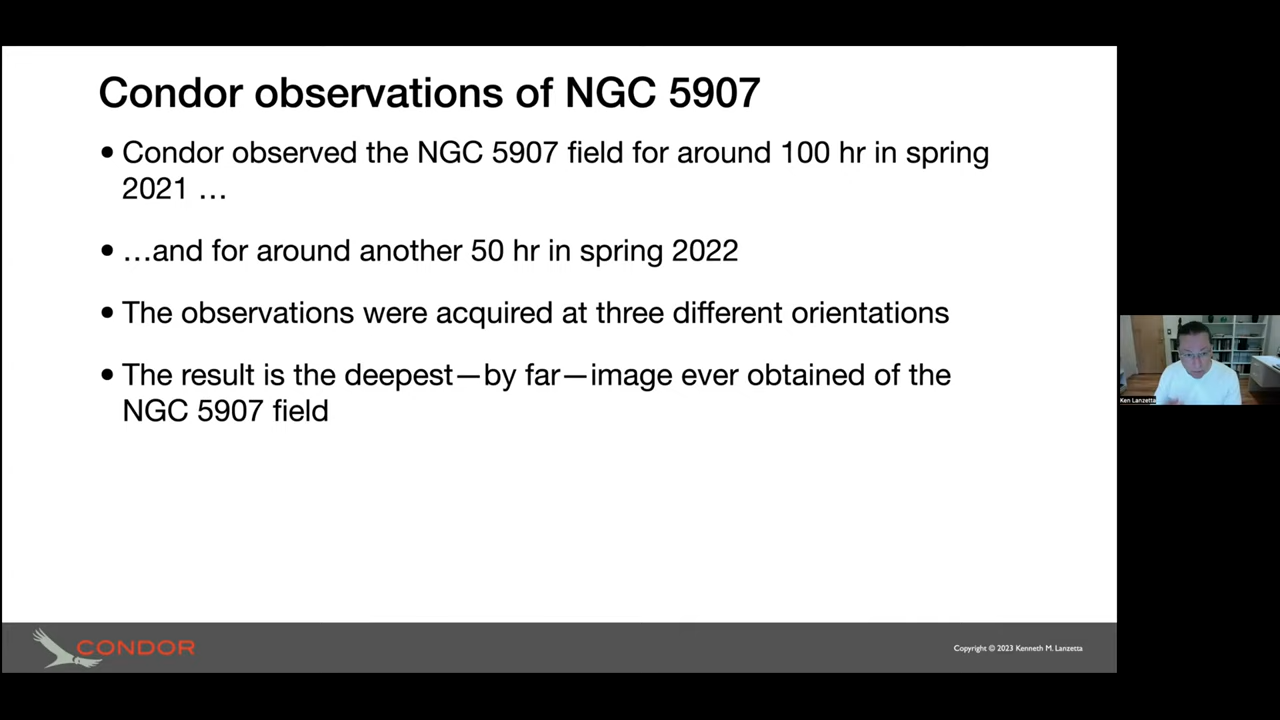 Condor observations of NGC 5907
• Condor observed the NGC 5907 field for around 100 hr in spring
2021 …
• …and for around another 50 hr in spring 2022
• The observations were acquired at three different orientations
• The result is the deepest—by far—image ever obtained of the
NGC 5907 field
Ken Lanzetta
CONDOR
Copyright © 2023 Kenneth M. Lanzetta